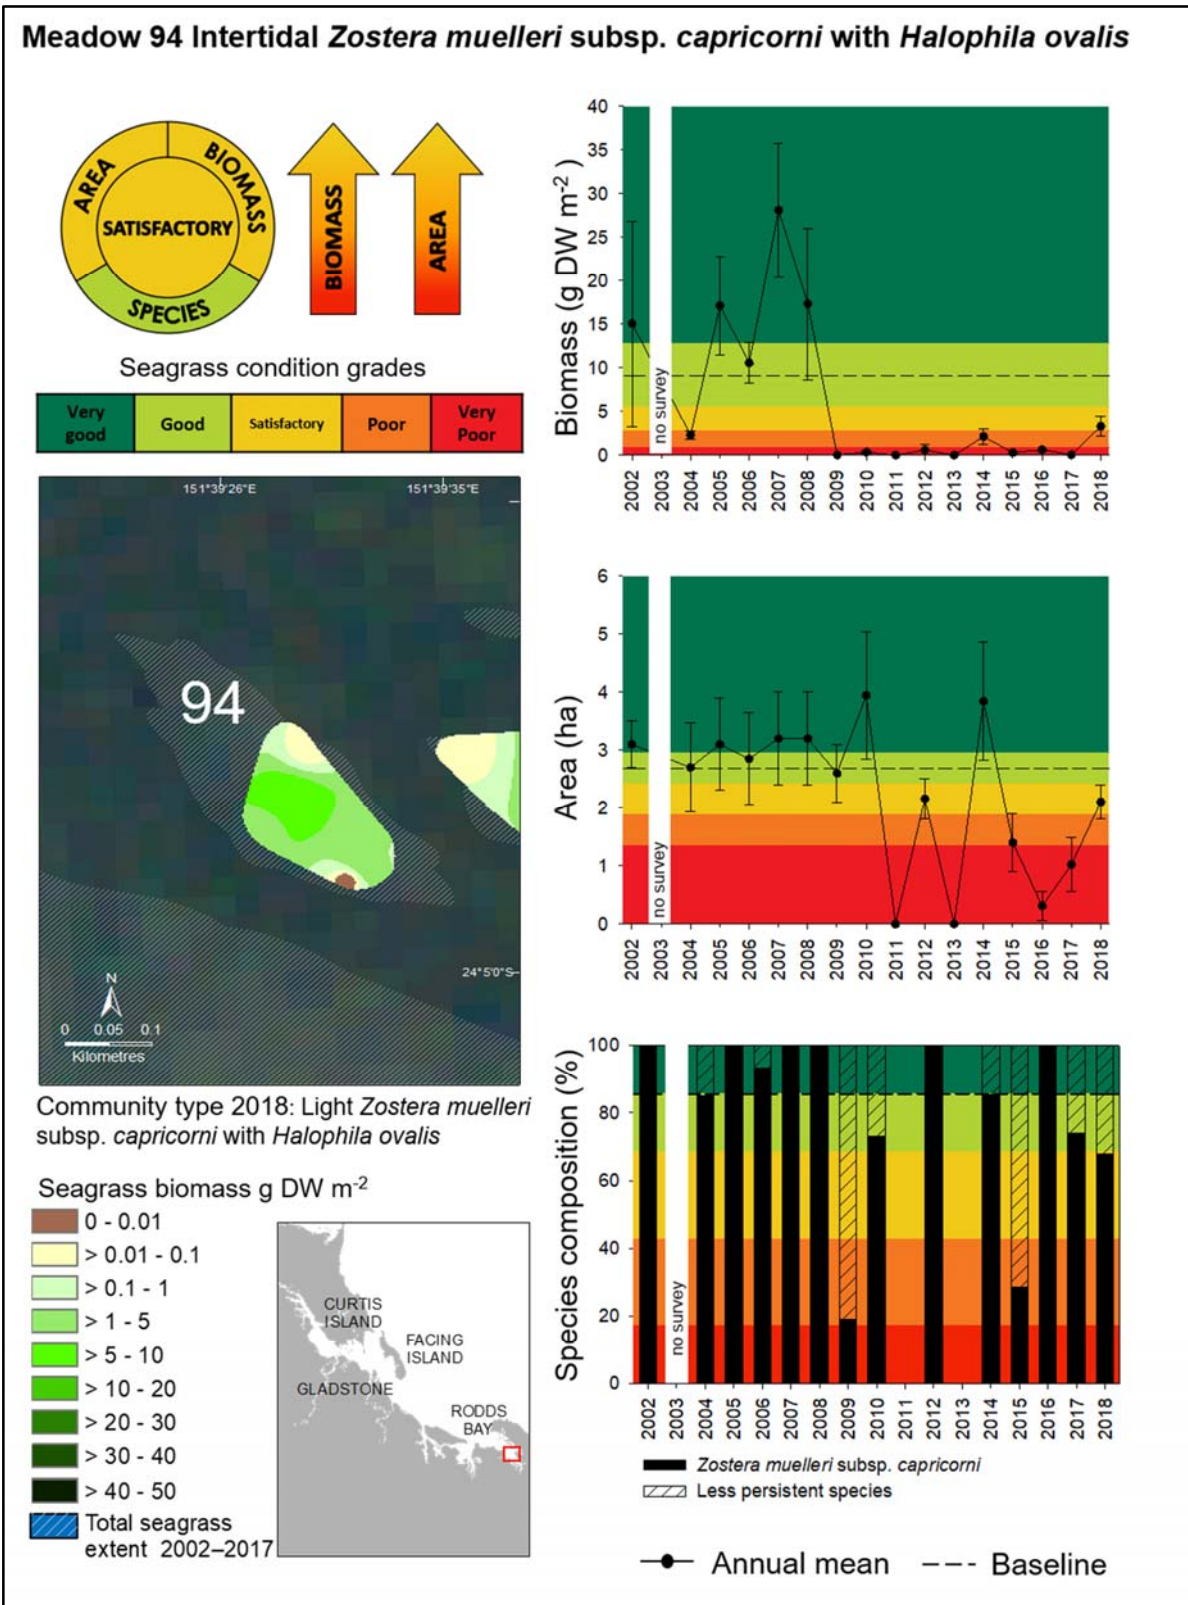 Meadow 94 Intertidal Zostera muelleri subsp. capricorni with Halophila ovalis
AREA
BIOMASS
SATISFACTORY
SPECIES
BIOMASS
AREA
Seagrass condition grades
Very good
Good
Satisfactory
Poor
Very Poor
151°39'26"E
151°39'35"E
94
24°5'0"S
N
0 0.05 0.1
Kilometres
Community type 2018: Light Zostera muelleri
subsp. capricorni with Halophila ovalis
Seagrass biomass g DW m-2
0 - 0.01
> 0.01 - 0.1
> 0.1 - 1
> 1 - 5
> 5 - 10
> 10 - 20
> 20 - 30
> 30 - 40
> 40 - 50
Total seagrass
extent 2002–2017
CURTIS
ISLAND
FACING
ISLAND
GLADSTONE
RODDS
BAY
Biomass (g DW m-2 )
40
35
30
25
20
15
10
5
0
no survey
2002 2003 2004 2005 2006 2007 2008 2009 2010 2011 2012 2013 2014 2015 2016 2017 2018
Area (ha)
6
5
4
3
2
1
0
no survey
2002 2003 2004 2005 2006 2007 2008 2009 2010 2011 2012 2013 2014 2015 2016 2017 2018
Species composition (%)
100
80
60
40
20
0
no survey
2002 2003 2004 2005 2006 2007 2008 2009 2010 2011 2012 2013 2014 2015 2016 2017 2018
Zostera muelleri subsp. capricorni
Less persistent species
Annual mean
Baseline